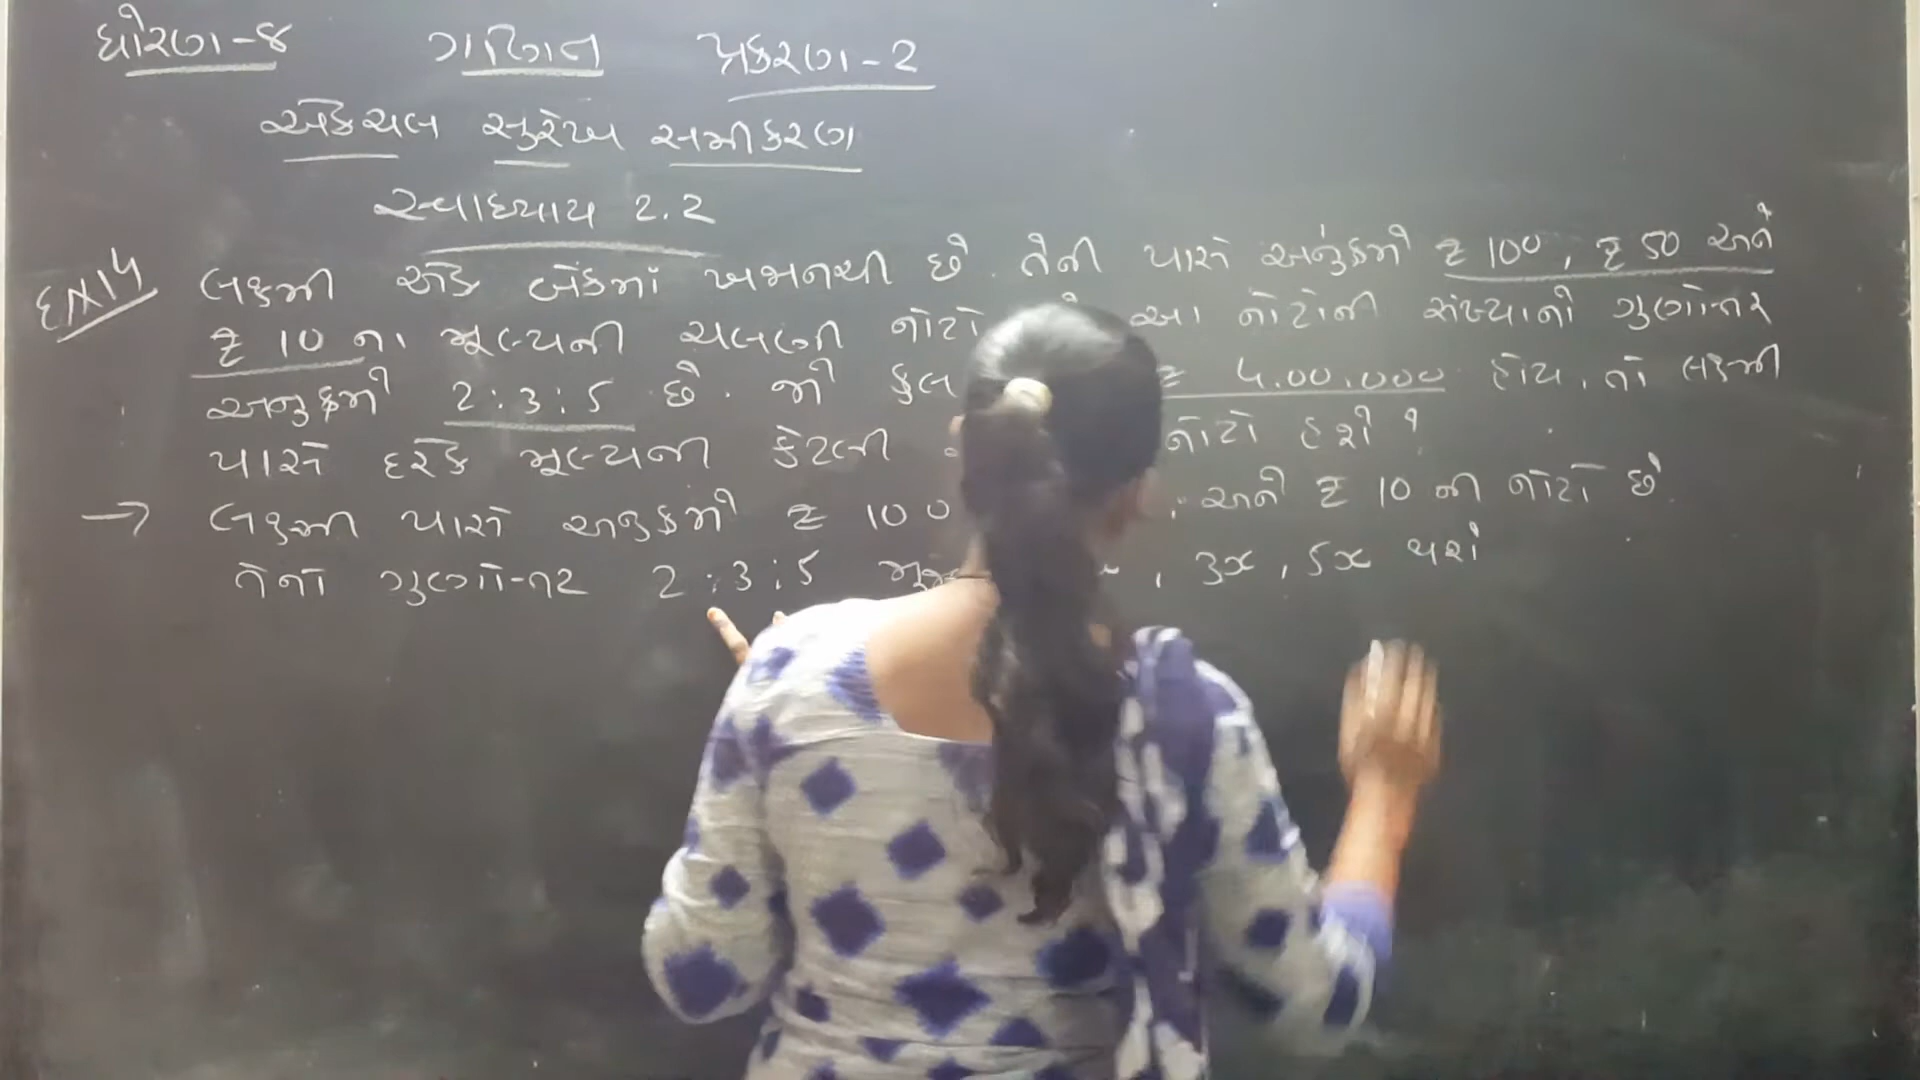 ધોરણ-8 ગણિત પ્રકરણ-2
એકચલ સુરેખ સમીકરણ
સ્વાધ્યાય 2.2
લક્ષ્મી એક બેંકમાં ખજાનચી છે. તેની પાસે અનુક્રમે ₹ 100, ₹ 50 અને
₹ 10 ના મૂલ્યની ચલણી નોટો આ નોટોની સંખ્યાનો ગુણોત્તર
અનુક્રમે 2:3:5 છે. જો કુલ ₹ 4,00,000 હોય, તો લક્ષ્મી
પાસે દરેક મૂલ્યની કેટલી નોટો હશે?
→ લક્ષ્મી પાસે અનુક્રમે ₹ 100 અને ₹ 10 ની નોટો છે.
તેનો ગુણોત્તર 2:3:5 , 3x, 5x થશે